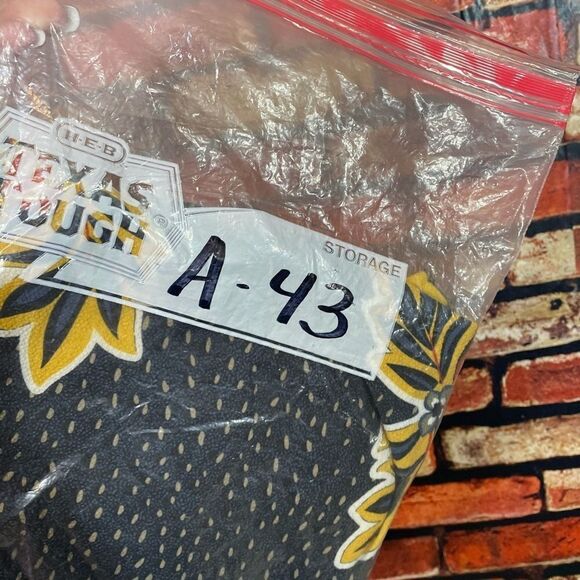 H-E-B
TEXAS
TOUGH®
STORAGE
A-43